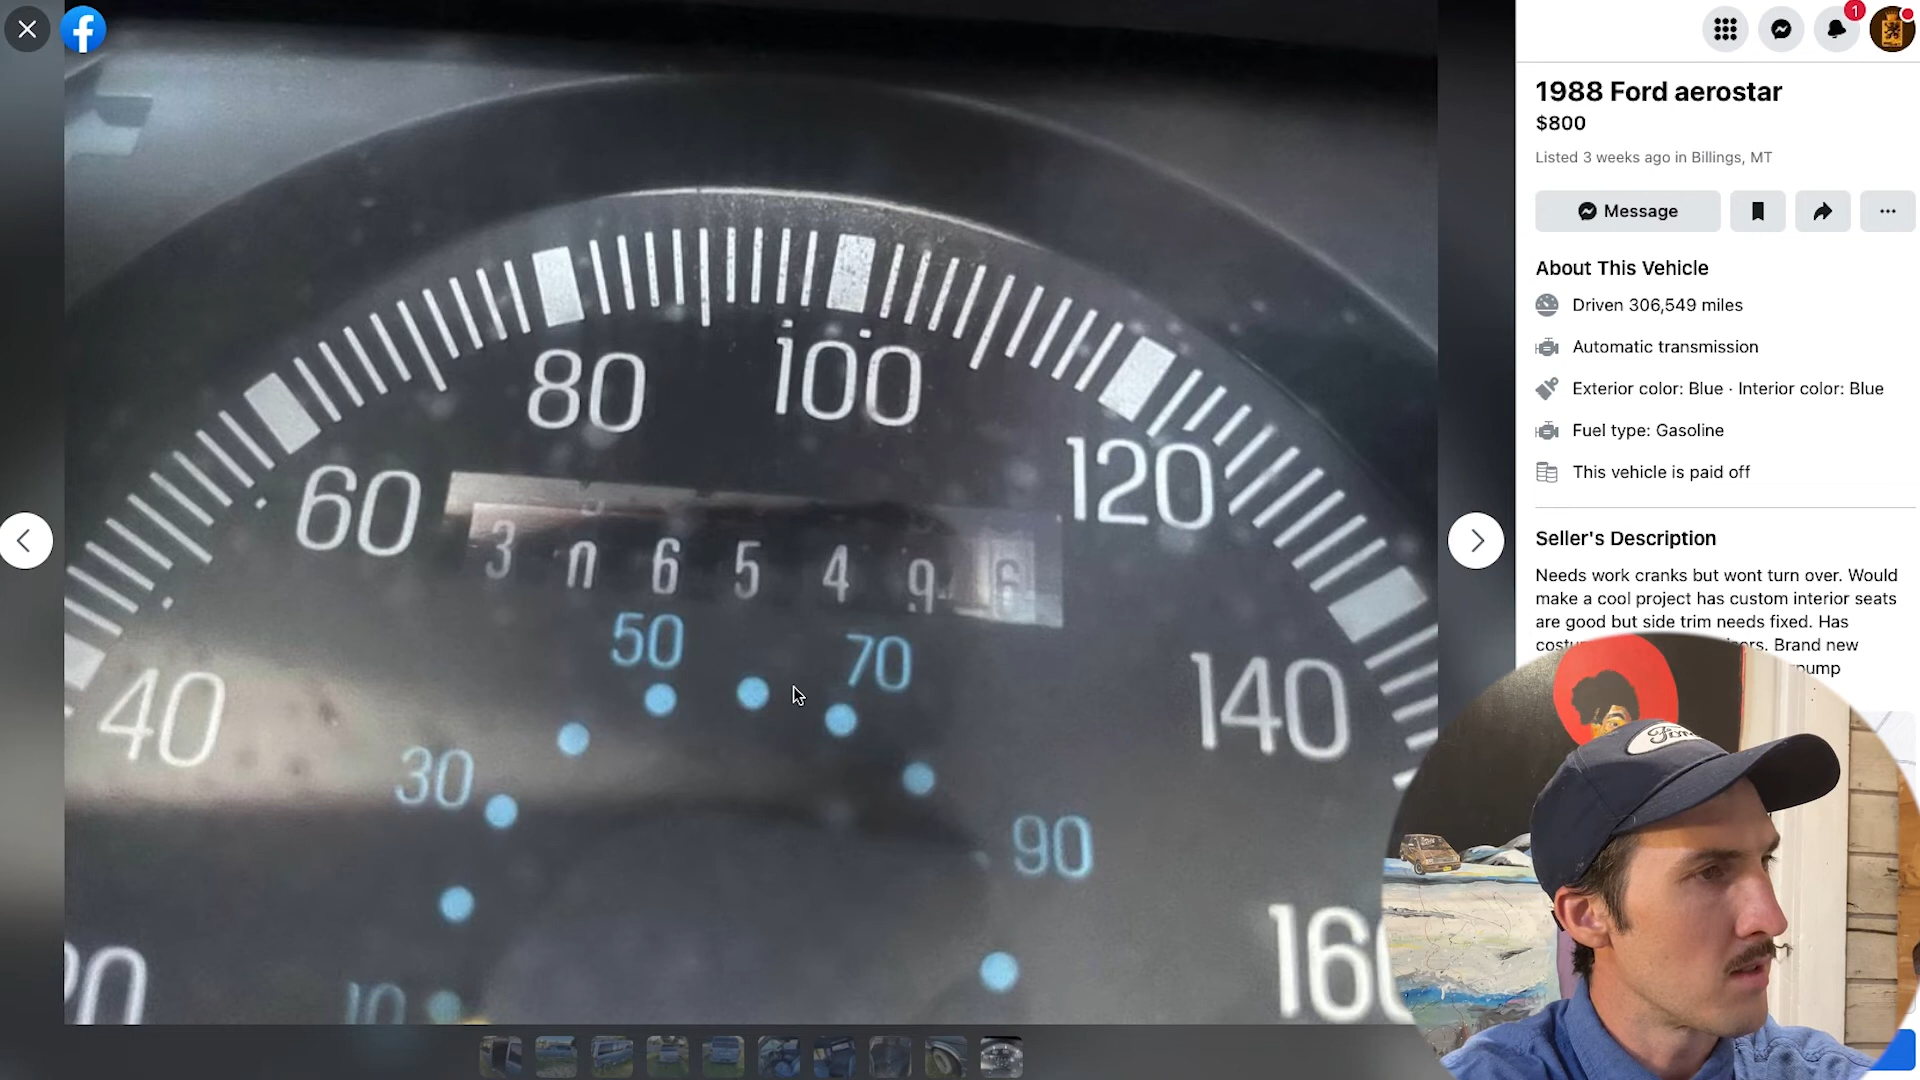 1
1988 Ford aerostar
$800
Listed 3 weeks ago in Billings, MT
Message
About This Vehicle
Driven 306,549 miles
Automatic transmission
Exterior color: Blue · Interior color: Blue
Fuel type: Gasoline
This vehicle is paid off
Seller's Description
Needs work cranks but wont turn over. Would
make a cool project has custom interior seats
are good but side trim needs fixed. Has
Brand new
pump
80
100
60
120
3 0 6 5 4 9 6
50
70
40
140
30
90
160
10
Ford